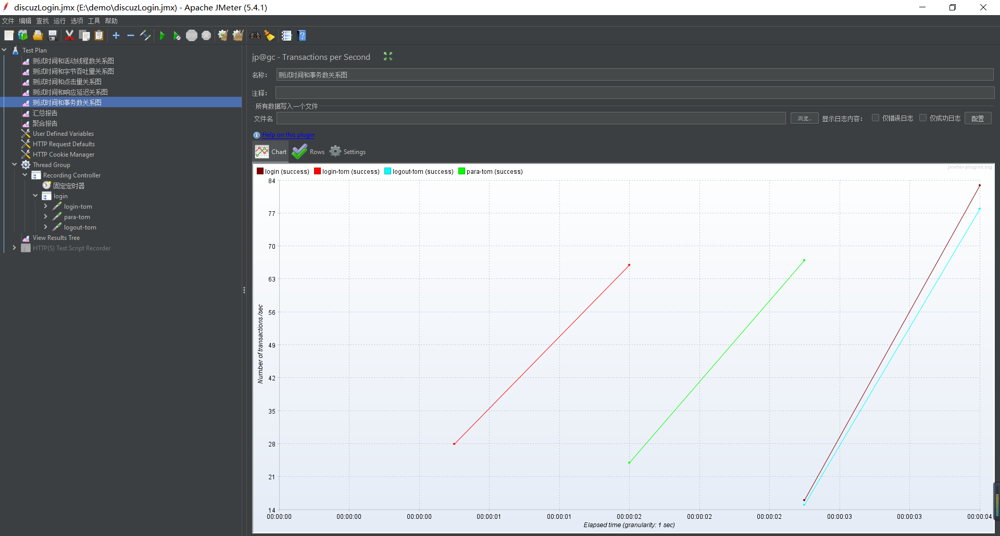 discuzLogin.jmx (E:\demo\discuzLogin.jmx) - Apache JMeter (5.4.1)
文件 编辑 查找 运行 选项 工具 帮助
Test Plan
测试时间和活动线程数关系图
测试时间和字节吞吐量关系图
测试时间和点击量关系图
测试时间和响应延迟关系图
测试时间和事务数关系图
汇总报告
聚合报告
User Defined Variables
HTTP Request Defaults
HTTP Cookie Manager
Thread Group
Recording Controller
固定定时器
login
login-tom
para-tom
logout-tom
View Results Tree
HTTP(S) Test Script Recorder
jp@gc - Transactions per Second
名称： 测试时间和事务数关系图
注释：
所有数据写入一个文件
文件名 浏览... 显示日志内容： 仅错误日志 仅成功日志 配置
Help on this plugin
Chart Rows Settings
login (success) login-tom (success) logout-tom (success) para-tom (success)
jmeter-plugins.org
84
77
70
63
56
49
42
35
28
21
14
Number of transactions /sec
00:00:00 00:00:00 00:00:00 00:00:01 00:00:01 00:00:02 00:00:02 00:00:02 00:00:03 00:00:03 00:00:04
Elapsed time (granularity: 1 sec)